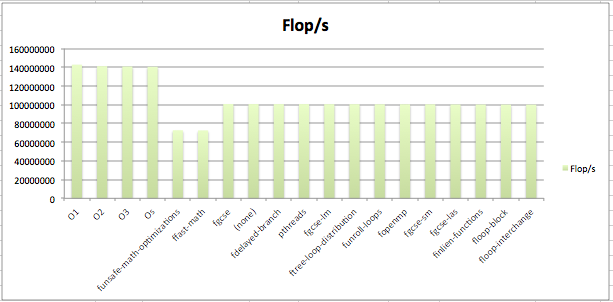 Flop/s
160000000
140000000
120000000
100000000
80000000
60000000
40000000
20000000
0
O1
O2
O3
Os
funsafe-math-optimizations
ffast-math
fgcse
(none)
fdelayed-branch
pthreads
fgcse-lm
ftree-loop-distribution
funroll-loops
fopenmp
fgcse-sm
fgcse-las
finlien-functions
floop-block
floop-interchange
Flop/s